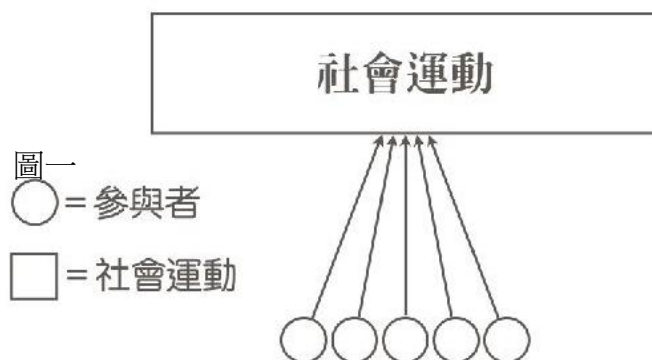 社會運動
圖一
= 參與者
= 社會運動